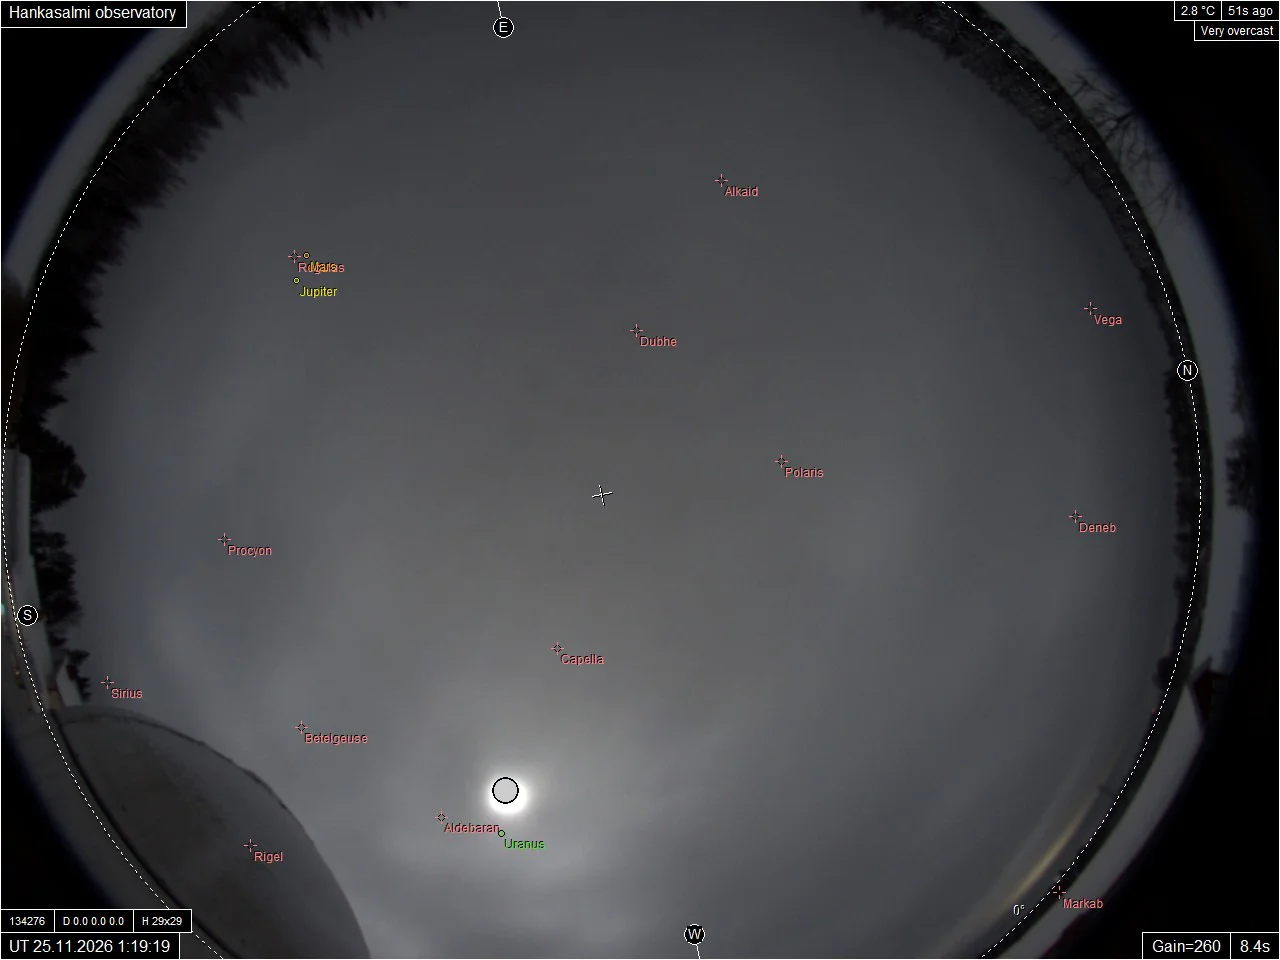 Hankasalmi observatory
2.8 °C 51s ago
Very overcast
E
Alkaid
Regulus
Mars
Jupiter
Vega
Dubhe
N
Polaris
Deneb
Procyon
S
Capella
Sirius
Betelgeuse
Aldebaran
Uranus
Rigel
Markab
0°
W
134276 D 0.0 0.0 0.0 H 29x29
UT 25.11.2026 1:19:19
Gain=260 8.4s